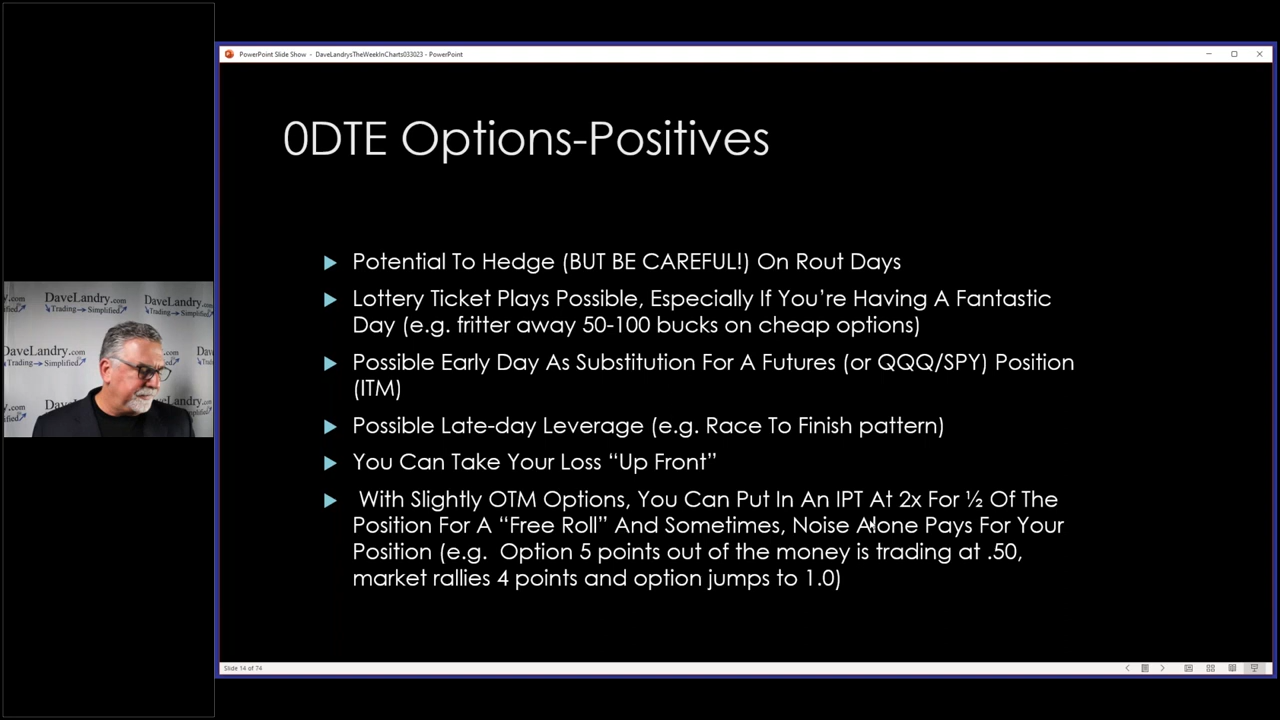 PowerPoint Slide Show - DaveLandrysTheWeekInCharts033023 - PowerPoint
0DTE Options-Positives
Potential To Hedge (BUT BE CAREFUL!) On Rout Days
Lottery Ticket Plays Possible, Especially If You're Having A Fantastic
Day (e.g. fritter away 50-100 bucks on cheap options)
Possible Early Day As Substitution For A Futures (or QQQ/SPY) Position
(ITM)
Possible Late-day Leverage (e.g. Race To Finish pattern)
You Can Take Your Loss “Up Front”
With Slightly OTM Options, You Can Put In An IPT At 2x For ½ Of The
Position For A “Free Roll” And Sometimes, Noise Alone Pays For Your
Position (e.g. Option 5 points out of the money is trading at .50,
market rallies 4 points and option jumps to 1.0)
DaveLandry.com
Trading Simplified
DaveLandry.com
Slide 14 of 74